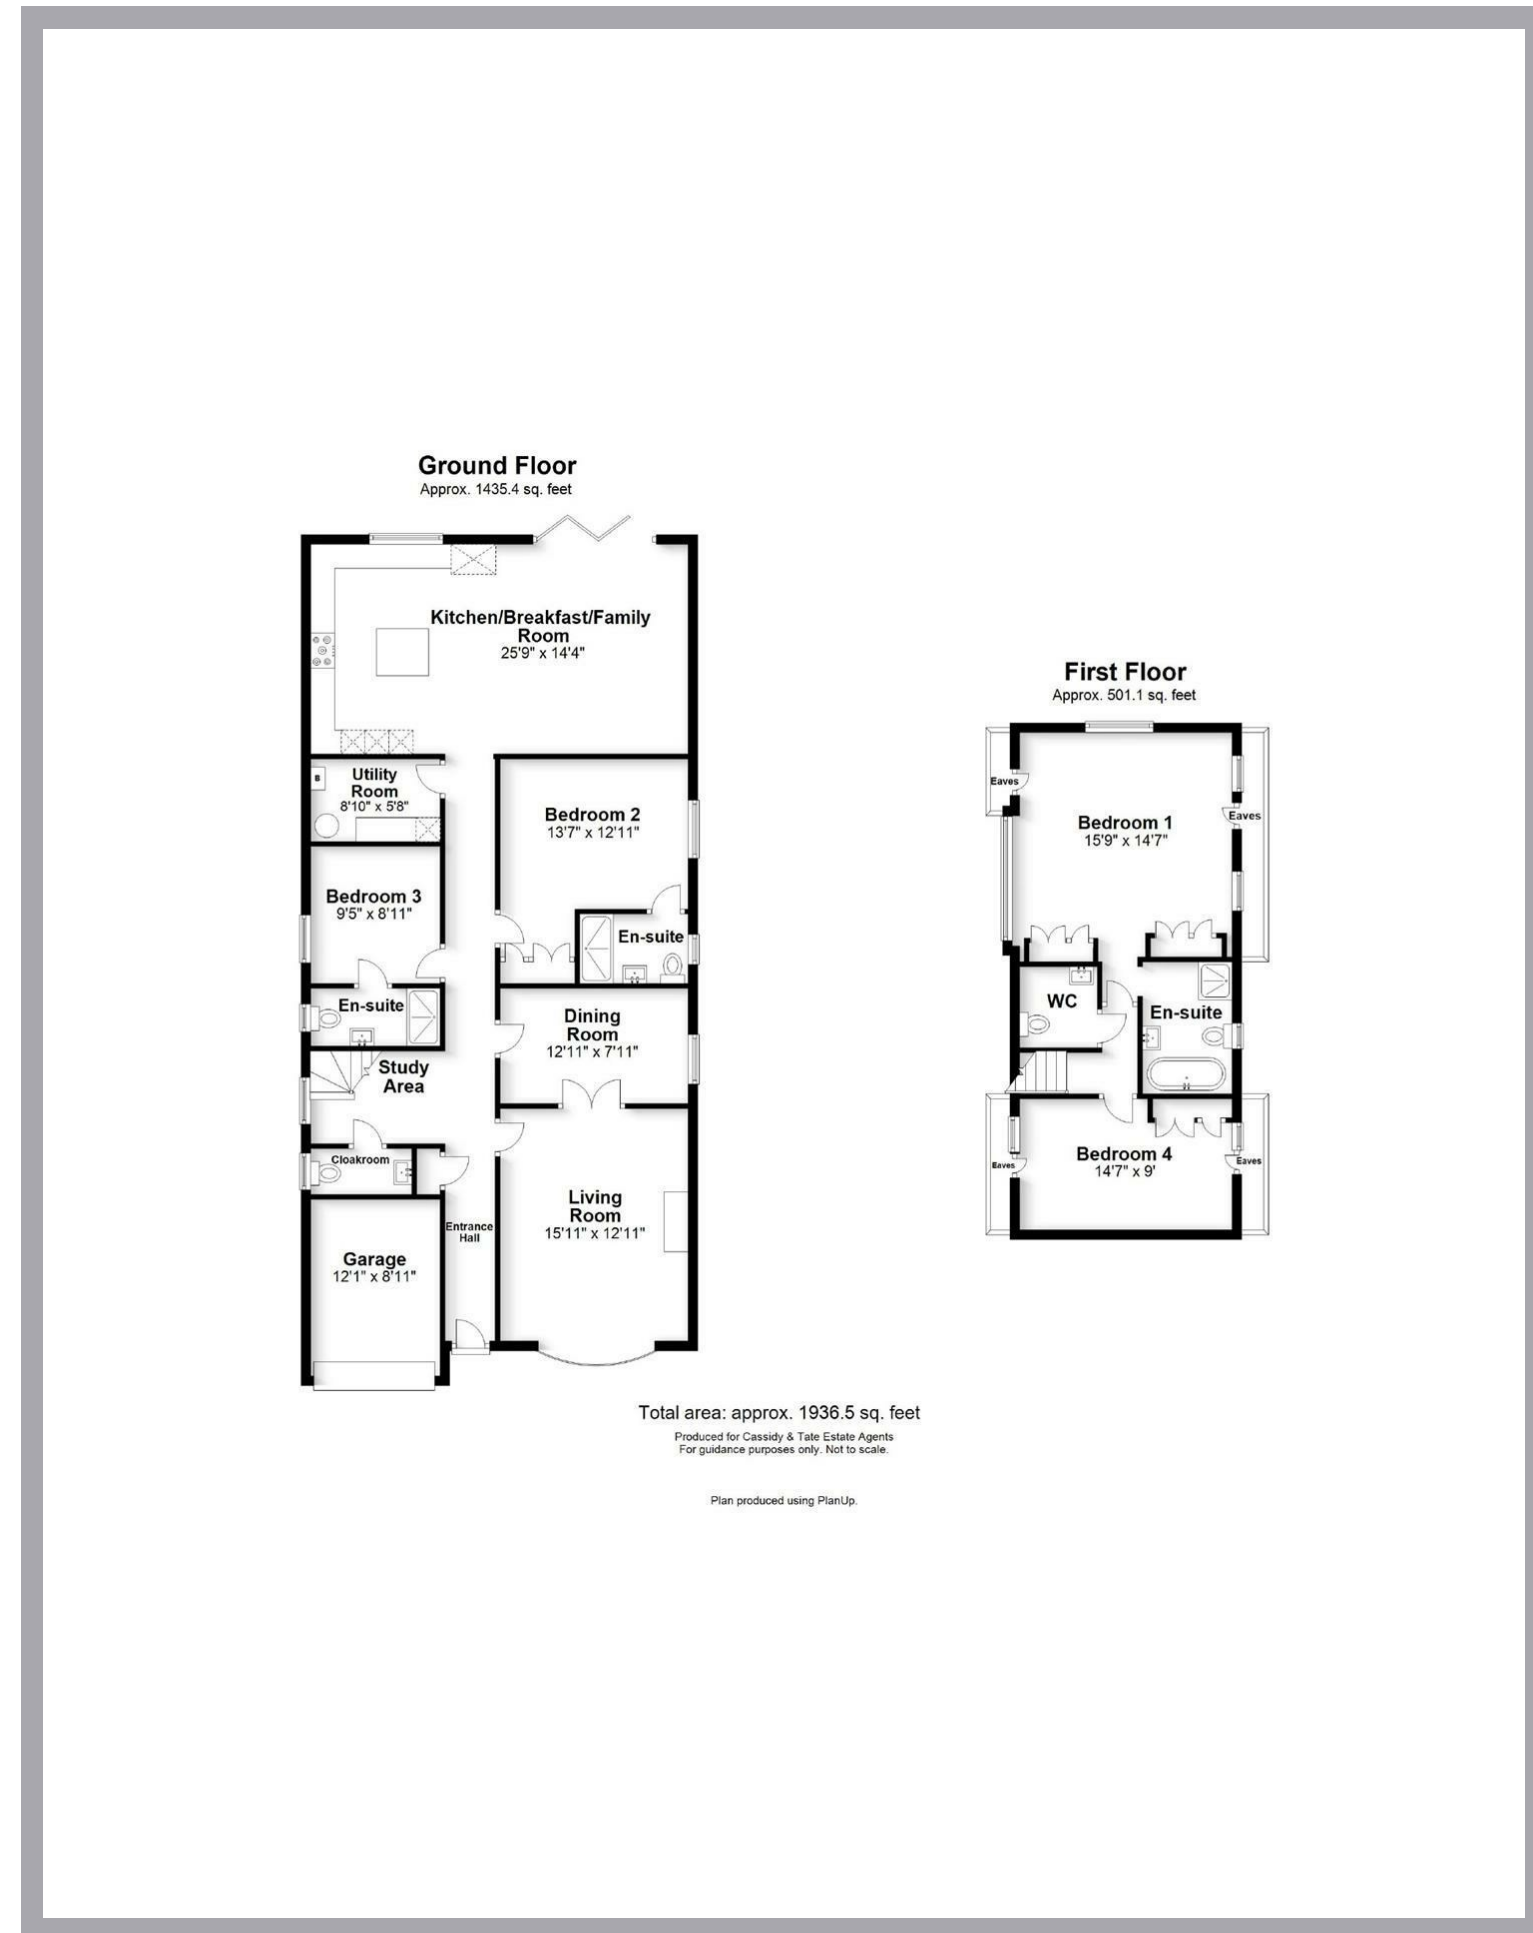 Ground Floor
Approx. 1435.4 sq. feet
Kitchen/Breakfast/Family
Room
25'9" x 14'4"
Utility
Room
8'10" x 5'8"
Bedroom 2
13'7" x 12'11"
Bedroom 3
9'5" x 8'11"
En-suite
En-suite
Dining
Room
12'11" x 7'11"
Study
Area
Cloakroom
Living
Room
15'11" x 12'11"
Entrance
Hall
Garage
12'1" x 8'11"
First Floor
Approx. 501.1 sq. feet
Eaves
Eaves
Bedroom 1
15'9" x 14'7"
WC
En-suite
Bedroom 4
14'7" x 9'
Eaves
Eaves
Total area: approx. 1936.5 sq. feet
Produced for Cassidy & Tate Estate Agents
For guidance purposes only. Not to scale.
Plan produced using PlanUp.